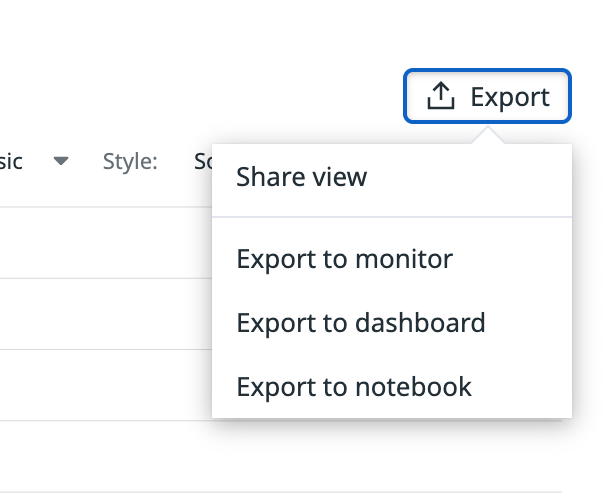 Export
sic Style: So
Share view
Export to monitor
Export to dashboard
Export to notebook